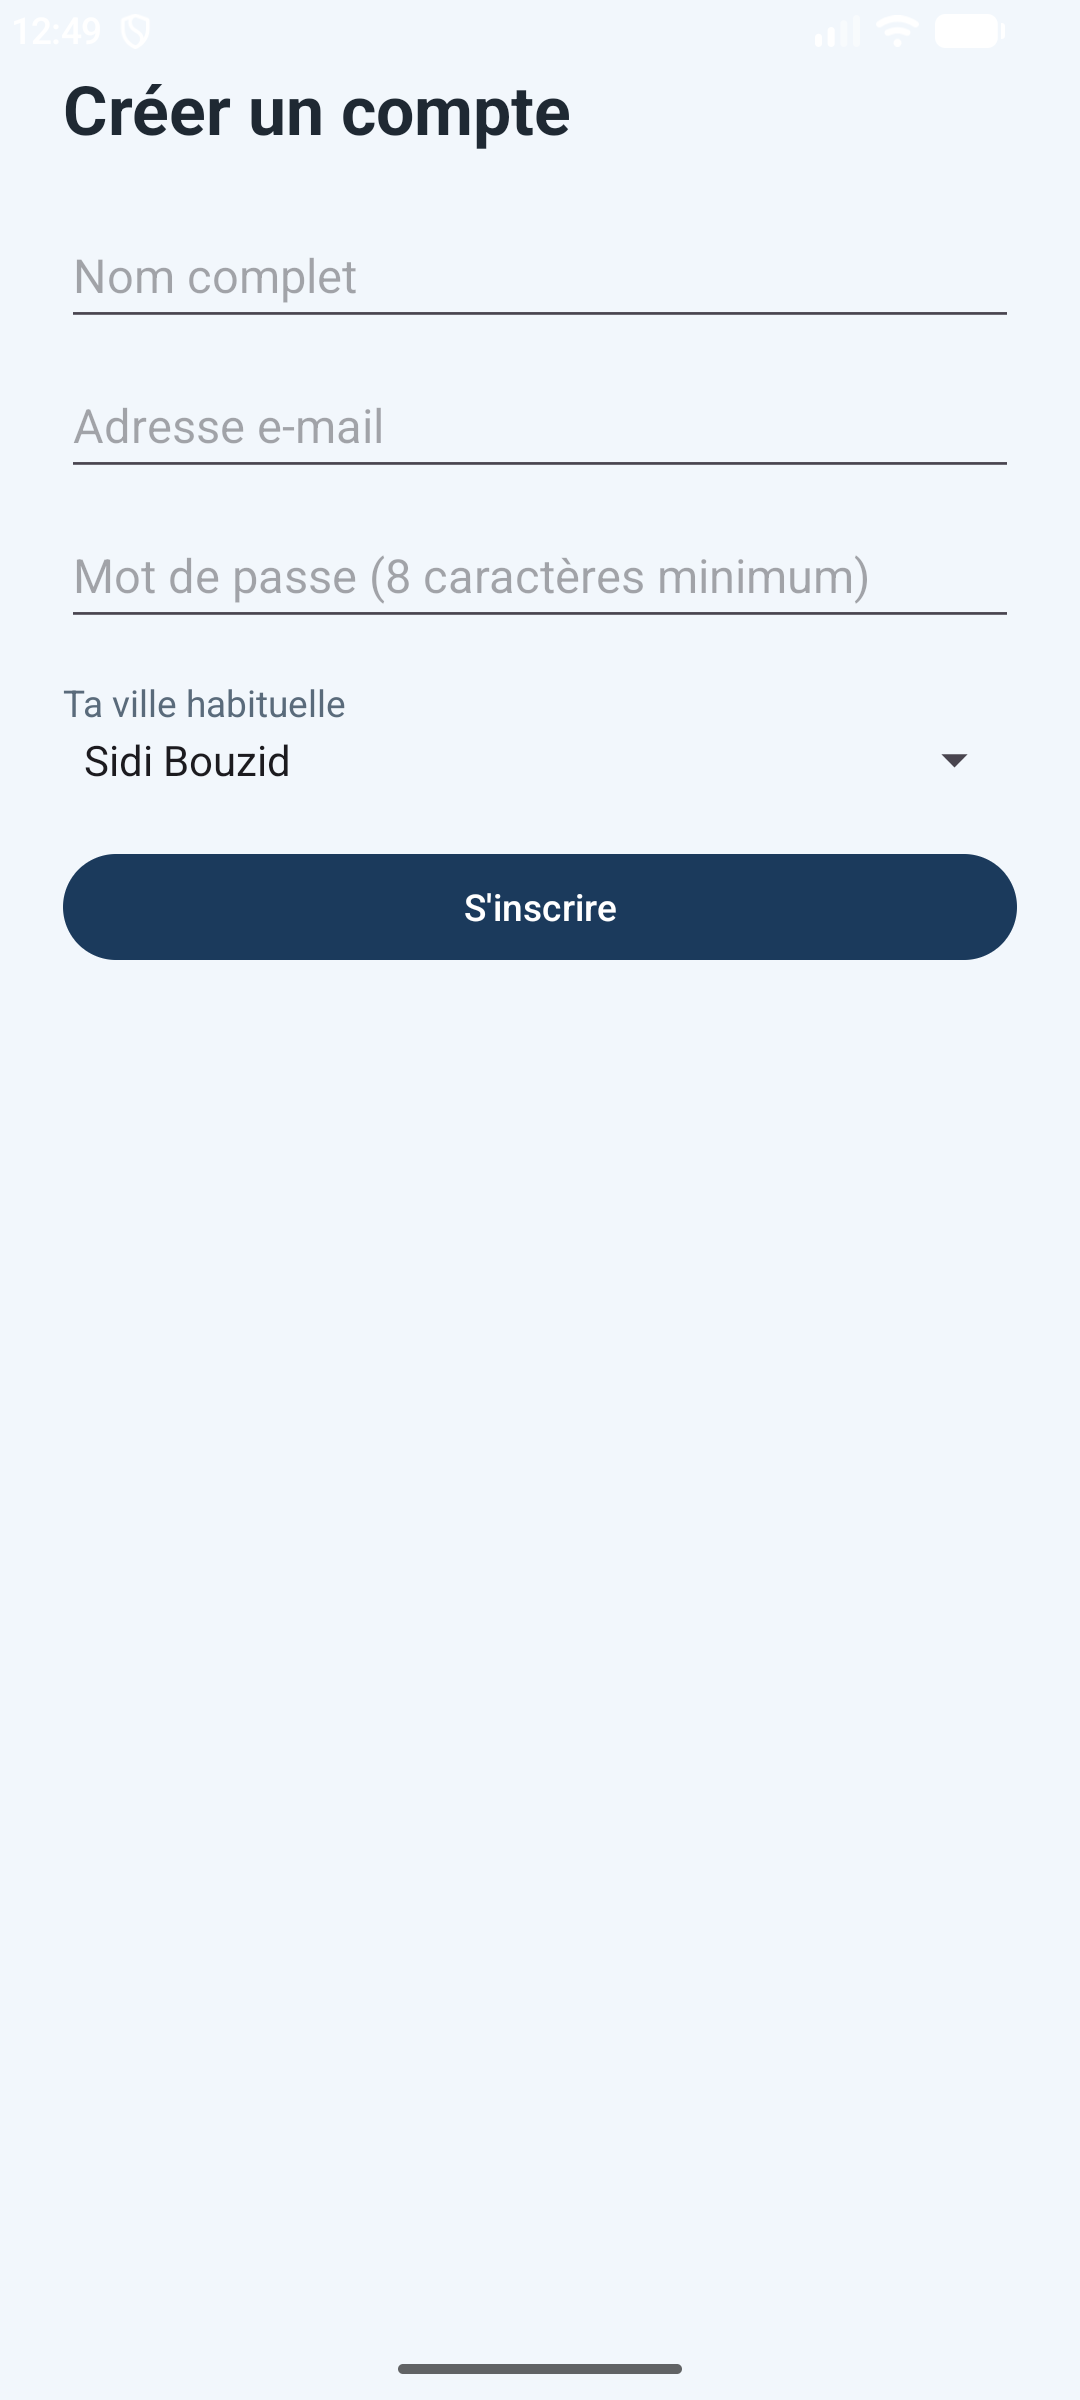 12:49
Créer un compte
Nom complet
Adresse e-mail
Mot de passe (8 caractères minimum)
Ta ville habituelle
Sidi Bouzid
S'inscrire